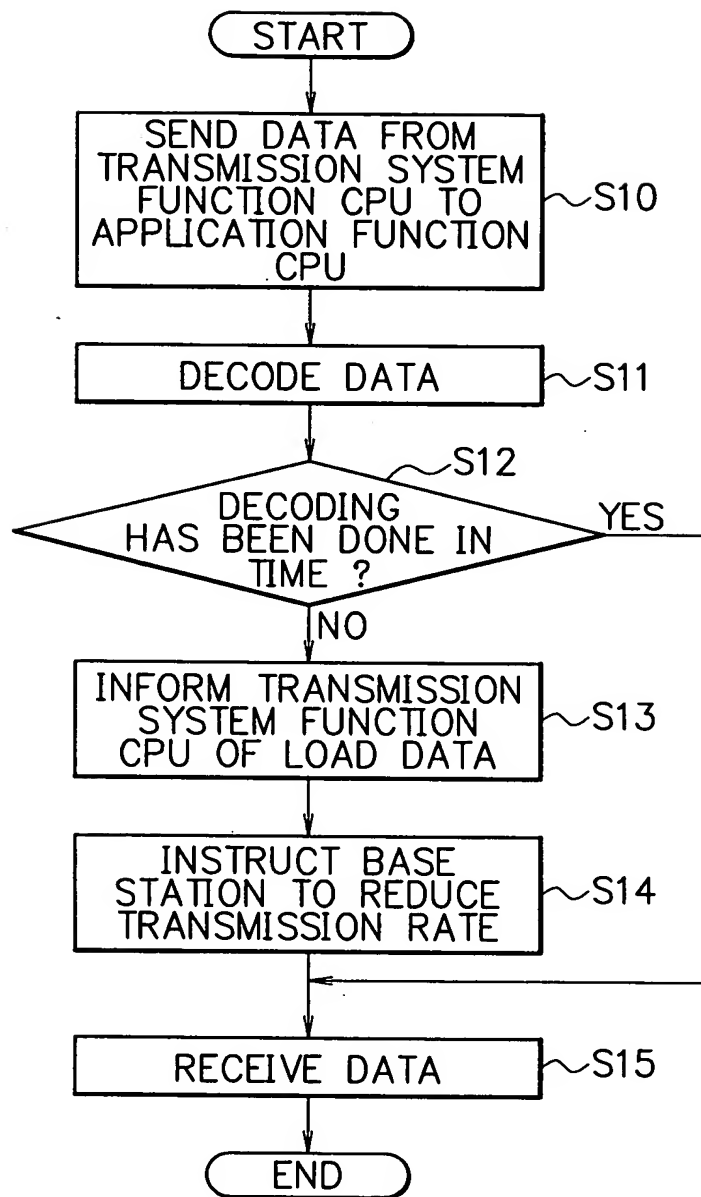 START
SEND DATA FROM
TRANSMISSION SYSTEM
FUNCTION CPU TO
APPLICATION FUNCTION
CPU
S10
DECODE DATA
S11
S12
DECODING
HAS BEEN DONE IN
TIME ?
YES
NO
INFORM TRANSMISSION
SYSTEM FUNCTION
CPU OF LOAD DATA
S13
INSTRUCT BASE
STATION TO REDUCE
TRANSMISSION RATE
S14
RECEIVE DATA
S15
END